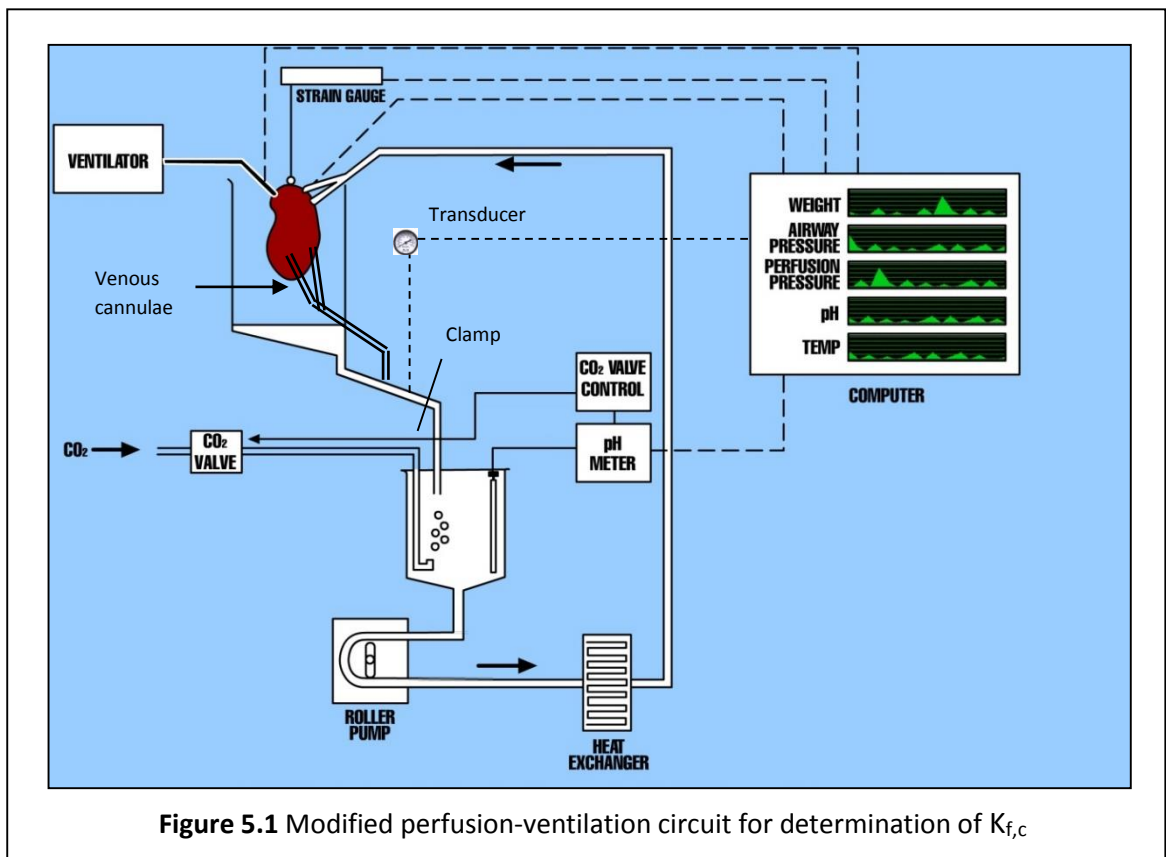 STRAIN GAUGE
VENTILATOR
Transducer
WEIGHT
AIRWAY
PRESSURE
PERFUSION
PRESSURE
pH
TEMP
COMPUTER
Venous
cannulae
Clamp
CO₂ VALVE
CONTROL
pH
METER
CO₂
CO₂
VALVE
ROLLER
PUMP
HEAT
EXCHANGER
Figure 5.1 Modified perfusion-ventilation circuit for determination of Kf,c